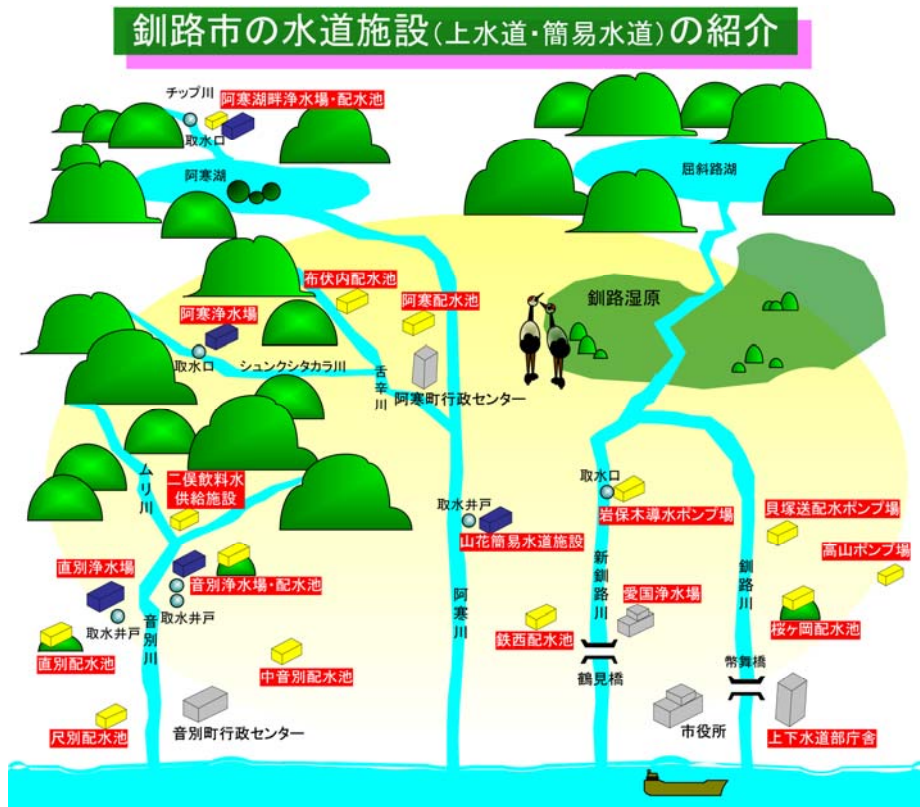 釧路市の水道施設(上水道・簡易水道)の紹介
チップ川
阿寒湖畔浄水場・配水池
取水口
阿寒湖
屈斜路湖
布伏内配水池
阿寒配水池
釧路湿原
阿寒浄水場
取水口
シュンクシタカラ川
舌辛川
阿寒町行政センター
ムリ川
二俣飲料水
供給施設
取水口
岩保木導水ポンプ場
取水井戸
山花簡易水道施設
貝塚送配水ポンプ場
高山ポンプ場
直別浄水場
音別浄水場・配水池
取水井戸
取水井戸
音別川
阿寒川
新釧路川
釧路川
愛国浄水場
鉄西配水池
桜ヶ岡配水池
直別配水池
中音別配水池
鶴見橋
幣舞橋
尺別配水池
音別町行政センター
市役所
上下水道部庁舎